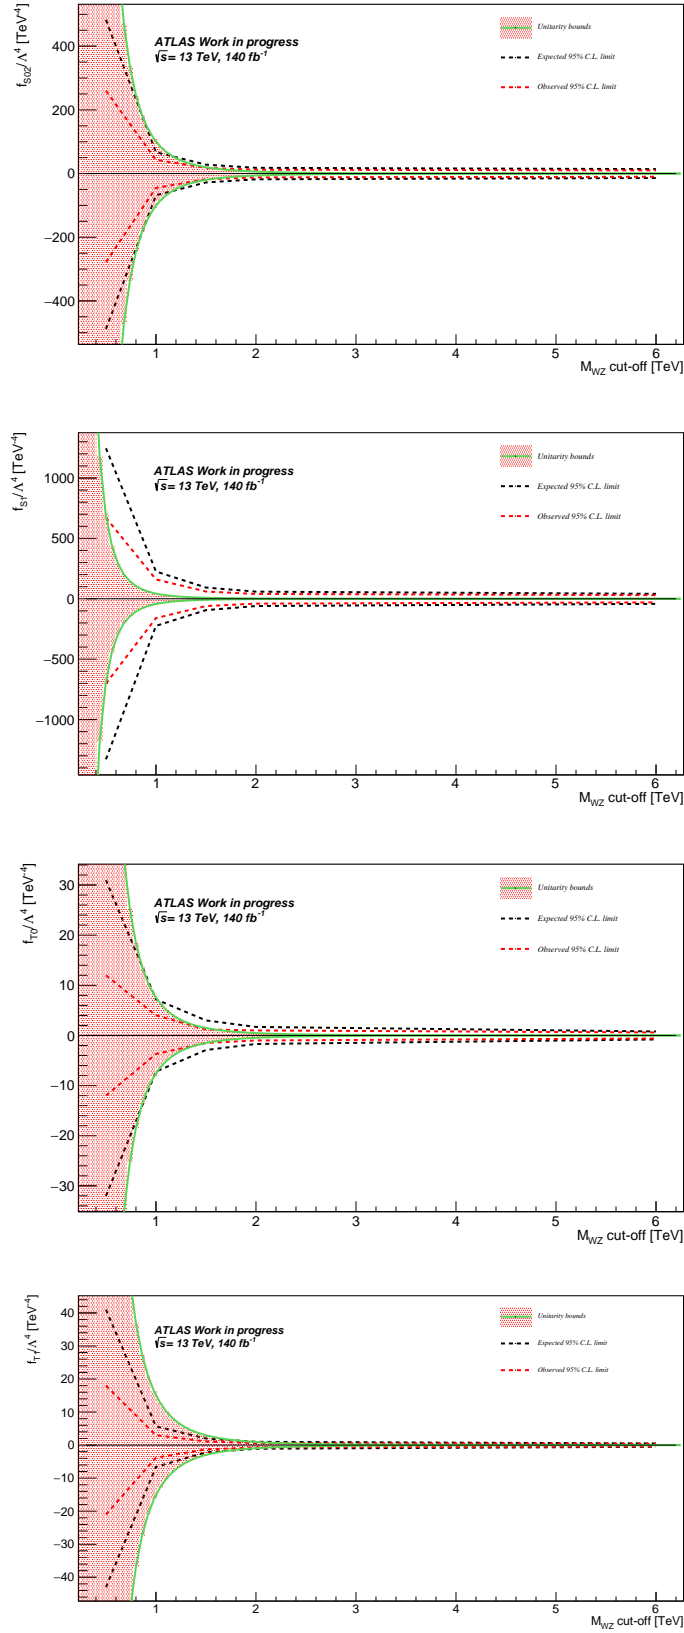 f_S02/Λ^4 [TeV^-4]
ATLAS Work in progress
√s= 13 TeV, 140 fb^-1
Unitarity bounds
Expected 95% C.L. limit
Observed 95% C.L. limit
400
200
0
−200
−400
1 2 3 4 5 6
M_WZ cut-off [TeV]
f_S1/Λ^4 [TeV^-4]
ATLAS Work in progress
√s= 13 TeV, 140 fb^-1
Unitarity bounds
Expected 95% C.L. limit
Observed 95% C.L. limit
1000
500
0
−500
−1000
1 2 3 4 5 6
M_WZ cut-off [TeV]
f_T0/Λ^4 [TeV^-4]
ATLAS Work in progress
√s= 13 TeV, 140 fb^-1
Unitarity bounds
Expected 95% C.L. limit
Observed 95% C.L. limit
30
20
10
0
−10
−20
−30
1 2 3 4 5 6
M_WZ cut-off [TeV]
f_T1/Λ^4 [TeV^-4]
ATLAS Work in progress
√s= 13 TeV, 140 fb^-1
Unitarity bounds
Expected 95% C.L. limit
Observed 95% C.L. limit
40
30
20
10
0
−10
−20
−30
−40
1 2 3 4 5 6
M_WZ cut-off [TeV]